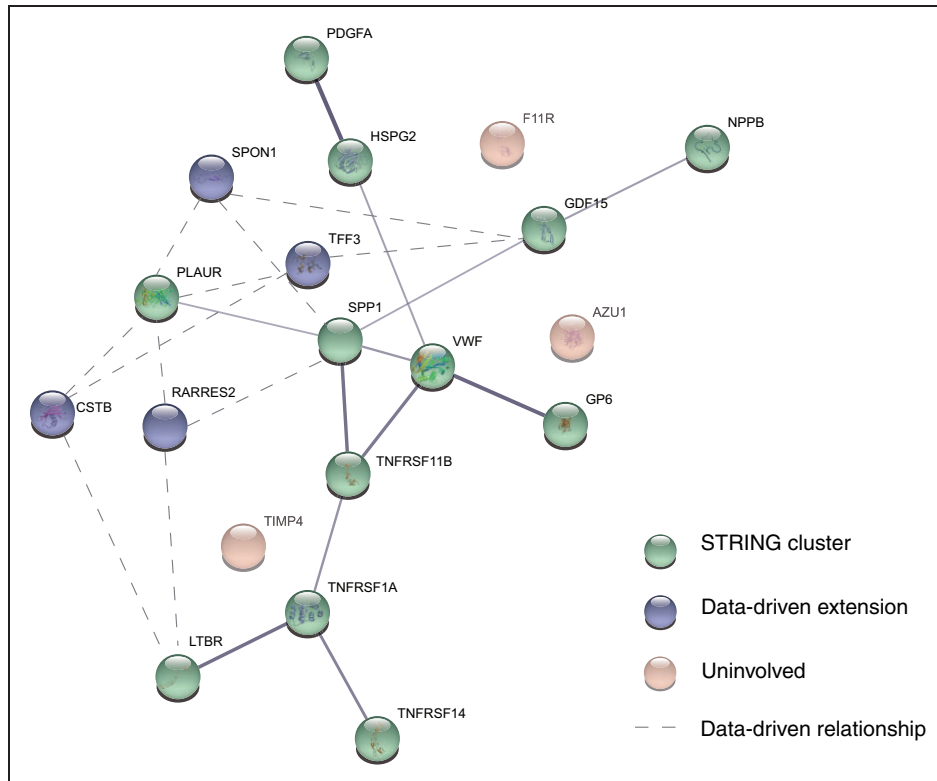 PDGFA
F11R
NPPB
HSPG2
SPON1
GDF15
TFF3
PLAUR
SPP1
AZU1
VWF
RARRES2
GP6
CSTB
TNFRSF11B
TIMP4
STRING cluster
TNFRSF1A
Data-driven extension
LTBR
Uninvolved
TNFRSF14
Data-driven relationship